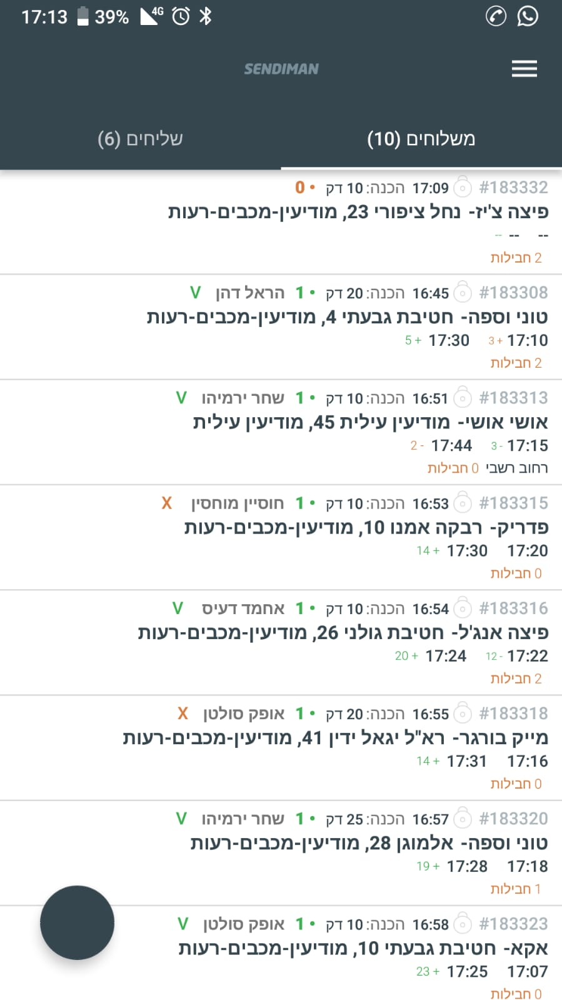 17:13 39% 4G
SENDIMAN
משלוחים (10)
שליחים (6)
#183332 17:09 הכנה: 10 דק • 0
פיצה צ'יז- נחל ציפורי 23, מודיעין-מכבים-רעות
-- -- --
2 חבילות
#183308 16:45 הכנה: 20 דק • 1 הראל דהן V
טוני וספה- חטיבת גבעתי 4, מודיעין-מכבים-רעות
17:10 + 3 17:30 + 5
2 חבילות
#183313 16:51 הכנה: 10 דק • 1 שחר ירמיהו V
אושי אושי- מודיעין עילית 45, מודיעין עילית
17:15 - 3 17:44 - 2
רחוב רשבי 0 חבילות
#183315 16:53 הכנה: 10 דק • 1 חוסיין מוחסין X
פדריק- רבקה אמנו 10, מודיעין-מכבים-רעות
17:20 17:30 + 14
0 חבילות
#183316 16:54 הכנה: 10 דק • 1 אחמד דעיס V
פיצה אנג'ל- חטיבת גולני 26, מודיעין-מכבים-רעות
17:22 - 12 17:24 + 20
2 חבילות
#183318 16:55 הכנה: 20 דק • 1 אופק סולטן X
מייק בורגר- רא"ל יגאל ידין 41, מודיעין-מכבים-רעות
17:16 17:31 + 14
0 חבילות
#183320 16:57 הכנה: 25 דק • 1 שחר ירמיהו V
טוני וספה- אלמוגן 28, מודיעין-מכבים-רעות
17:18 17:28 + 19
1 חבילות
#183323 16:58 הכנה: 10 דק • 1 אופק סולטן V
אקא- חטיבת גבעתי 10, מודיעין-מכבים-רעות
17:07 17:25 + 23
0 חבילות